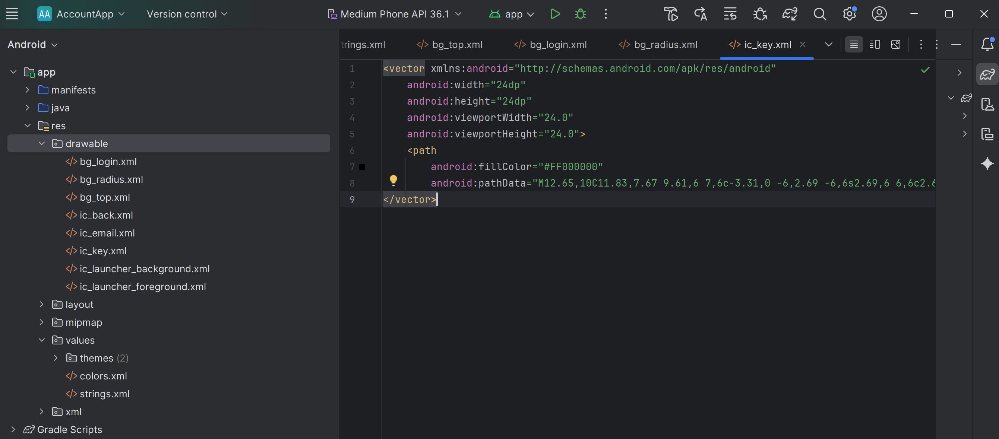 AA AccountApp Version control Medium Phone API 36.1 app
Android
app
manifests
java
res
drawable
bg_login.xml
bg_radius.xml
bg_top.xml
ic_back.xml
ic_email.xml
ic_key.xml
ic_launcher_background.xml
ic_launcher_foreground.xml
layout
mipmap
values
themes (2)
colors.xml
strings.xml
xml
Gradle Scripts
trings.xml bg_top.xml bg_login.xml bg_radius.xml ic_key.xml
1 <vector xmlns:android="http://schemas.android.com/apk/res/android"
2 android:width="24dp"
3 android:height="24dp"
4 android:viewportWidth="24.0"
5 android:viewportHeight="24.0">
6 <path
7 android:fillColor="#FF000000"
8 android:pathData="M12.65,10C11.83,7.67 9.61,6 7,6c-3.31,0 -6,2.69 -6,6s2.69,6 6,6c2.6
9 </vector>